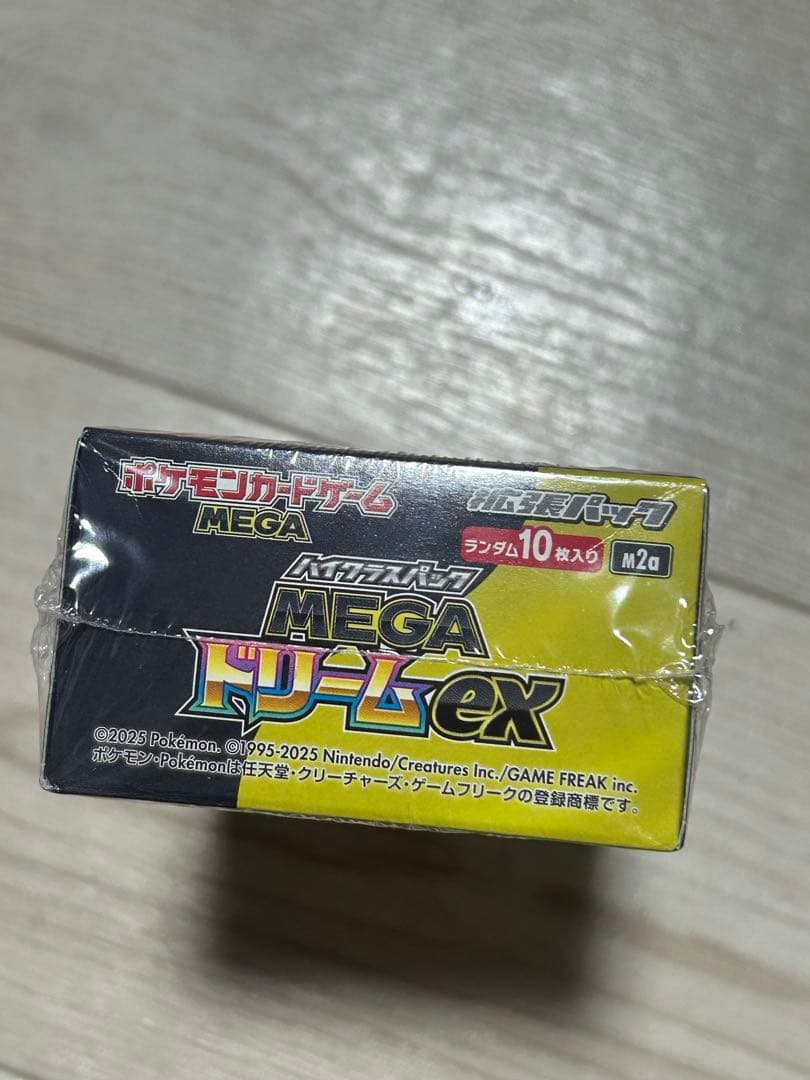 ポケモンカードゲーム
MEGA
拡張パック
ランダム10枚入り
M2a
ハイクラスパック
MEGA
ドリームex
©2025 Pokémon. ©1995-2025 Nintendo/Creatures Inc./GAME FREAK inc.
ポケモン・Pokémonは任天堂・クリーチャーズ・ゲームフリークの登録商標です。